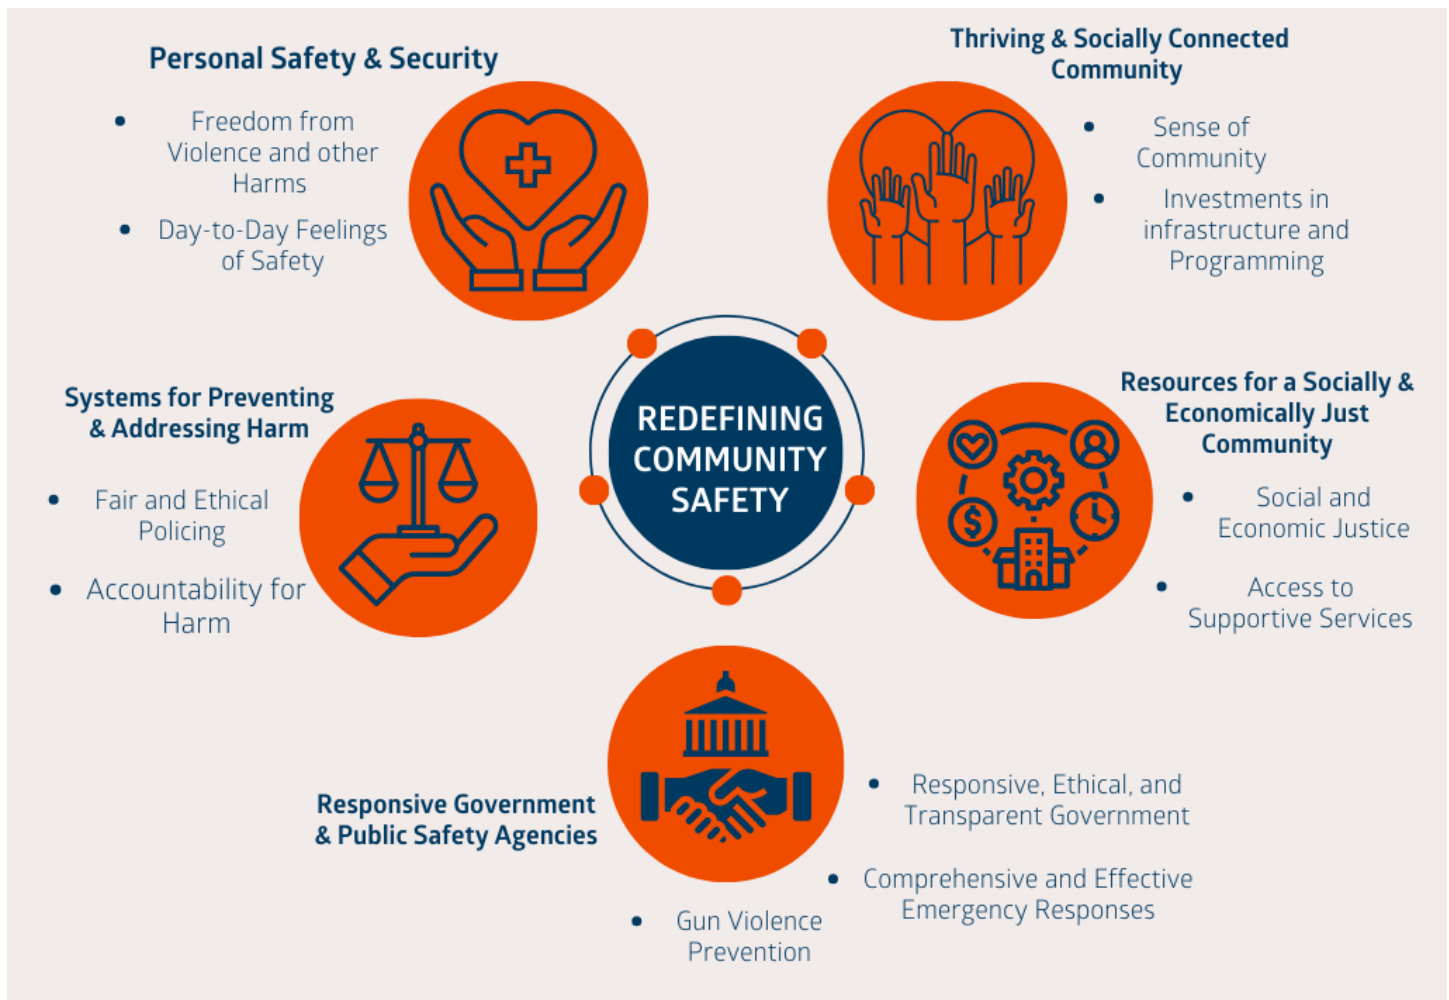 Personal Safety & Security
• Freedom from
Violence and other
Harms
• Day-to-Day Feelings
of Safety
Thriving & Socially Connected
Community
• Sense of
Community
• Investments in
infrastructure and
Programming
Systems for Preventing
& Addressing Harm
• Fair and Ethical
Policing
• Accountability for
Harm
REDEFINING
COMMUNITY
SAFETY
Resources for a Socially &
Economically Just
Community
• Social and
Economic Justice
• Access to
Supportive Services
$
Responsive Government
& Public Safety Agencies
• Responsive, Ethical, and
Transparent Government
• Comprehensive and Effective
Emergency Responses
• Gun Violence
Prevention